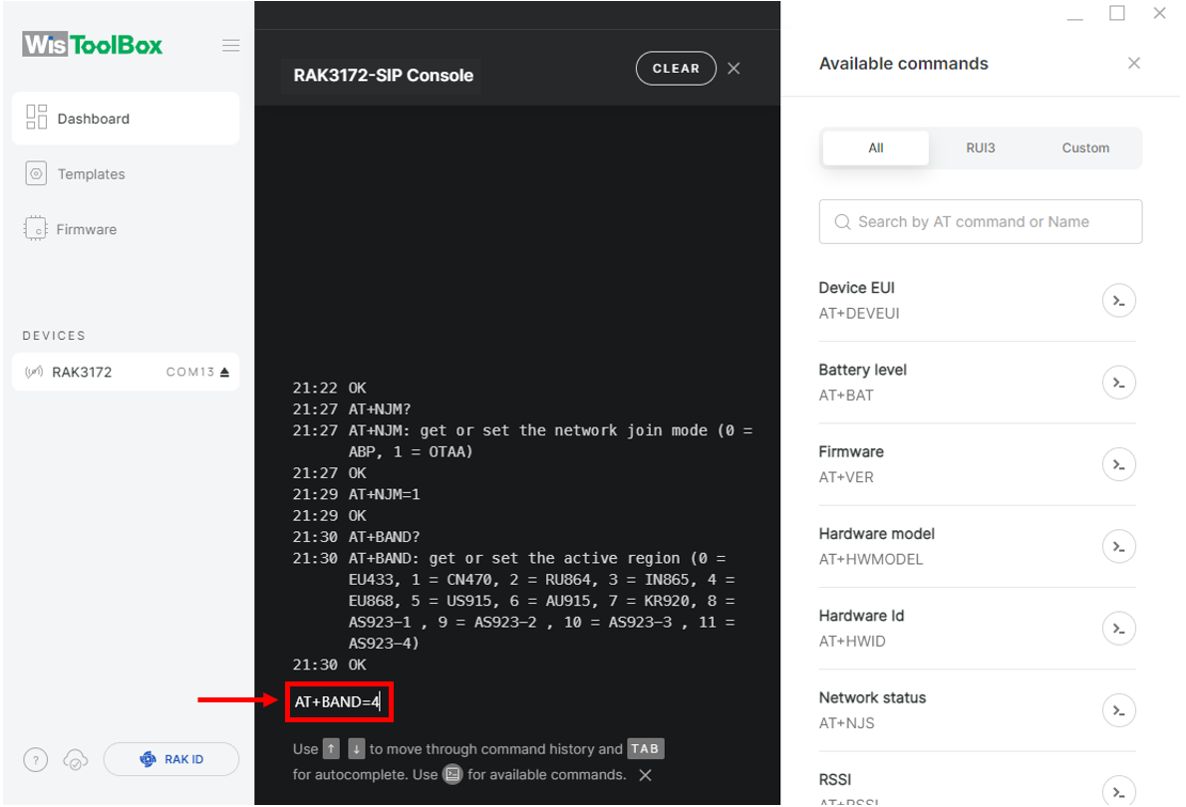 WisToolBox
Dashboard
Templates
Firmware
DEVICES
RAK3172 COM13
? RAK ID
RAK3172-SIP Console
CLEAR
21:22 OK
21:27 AT+NJM?
21:27 AT+NJM: get or set the network join mode (0 =
ABP, 1 = OTAA)
21:27 OK
21:29 AT+NJM=1
21:29 OK
21:30 AT+BAND?
21:30 AT+BAND: get or set the active region (0 =
EU433, 1 = CN470, 2 = RU864, 3 = IN865, 4 =
EU868, 5 = US915, 6 = AU915, 7 = KR920, 8 =
AS923-1 , 9 = AS923-2 , 10 = AS923-3 , 11 =
AS923-4)
21:30 OK
AT+BAND=4
Use ↑ ↓ to move through command history and TAB
for autocomplete. Use for available commands.
Available commands
All RUI3 Custom
Search by AT command or Name
Device EUI
AT+DEVEUI
Battery level
AT+BAT
Firmware
AT+VER
Hardware model
AT+HWMODEL
Hardware Id
AT+HWID
Network status
AT+NJS
RSSI
AT+RSSI